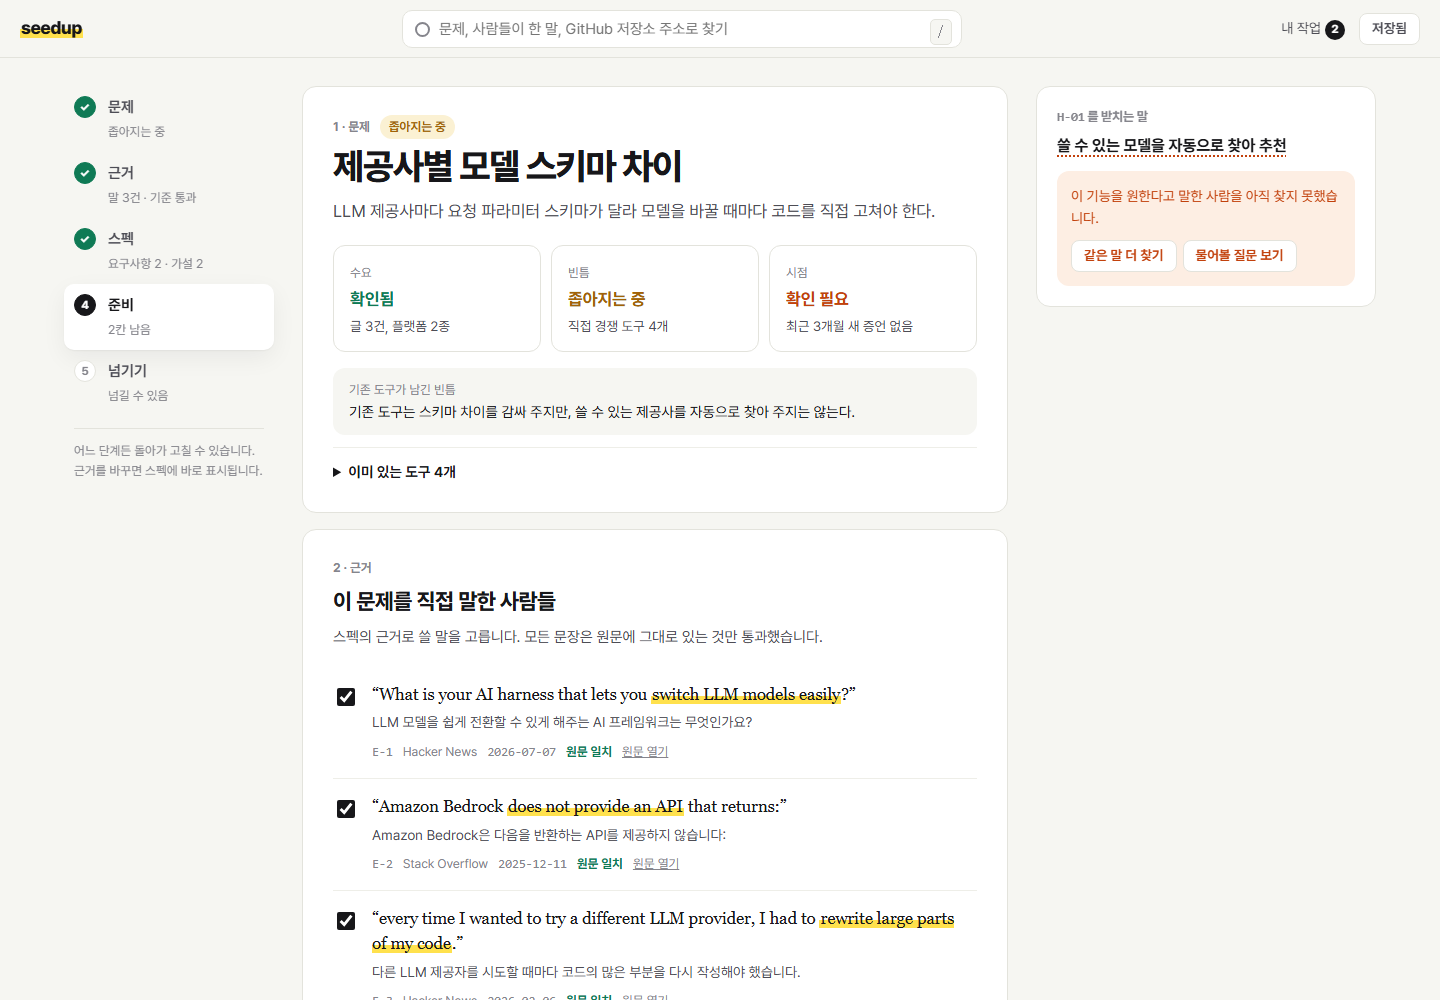 seedup
문제, 사람들이 한 말, GitHub 저장소 주소로 찾기
/
내 작업 2
저장됨
문제
좁아지는 중
근거
말 3건 · 기준 통과
스펙
요구사항 2 · 가설 2
4 준비
2칸 남음
5 넘기기
넘길 수 있음
어느 단계든 돌아가 고칠 수 있습니다.
근거를 바꾸면 스펙에 바로 표시됩니다.
1 · 문제 좁아지는 중
제공사별 모델 스키마 차이
LLM 제공사마다 요청 파라미터 스키마가 달라 모델을 바꿀 때마다 코드를 직접 고쳐야 한다.
수요
확인됨
글 3건, 플랫폼 2종
빈틈
좁아지는 중
직접 경쟁 도구 4개
시점
확인 필요
최근 3개월 새 증언 없음
기존 도구가 남긴 빈틈
기존 도구는 스키마 차이를 감싸 주지만, 쓸 수 있는 제공사를 자동으로 찾아 주지는 않는다.
이미 있는 도구 4개
2 · 근거
이 문제를 직접 말한 사람들
스펙의 근거로 쓸 말을 고릅니다. 모든 문장은 원문에 그대로 있는 것만 통과했습니다.
“What is your AI harness that lets you switch LLM models easily?”
LLM 모델을 쉽게 전환할 수 있게 해주는 AI 프레임워크는 무엇인가요?
E-1 Hacker News 2026-07-07 원문 일치 원문 열기
“Amazon Bedrock does not provide an API that returns:”
Amazon Bedrock은 다음을 반환하는 API를 제공하지 않습니다:
E-2 Stack Overflow 2025-12-11 원문 일치 원문 열기
“every time I wanted to try a different LLM provider, I had to rewrite large parts
of my code.”
다른 LLM 제공자를 시도할 때마다 코드의 많은 부분을 다시 작성해야 했습니다.
E-3 Hacker News 2026-02-06 원문 일치 원문 열기
H-01 를 받치는 말
쓸 수 있는 모델을 자동으로 찾아 추천
이 기능을 원한다고 말한 사람을 아직 찾지 못했습
니다.
같은 말 더 찾기
물어볼 질문 보기